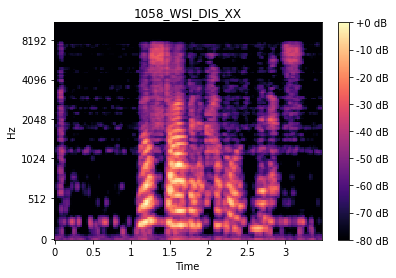 1058_WSI_DIS_XX
+0 dB
8192
-10 dB
4096
-20 dB
-30 dB
2048
Hz
-40 dB
1024
-50 dB
512
-60 dB
-70 dB
0
-80 dB
0 0.5 1 1.5 2 2.5 3
Time